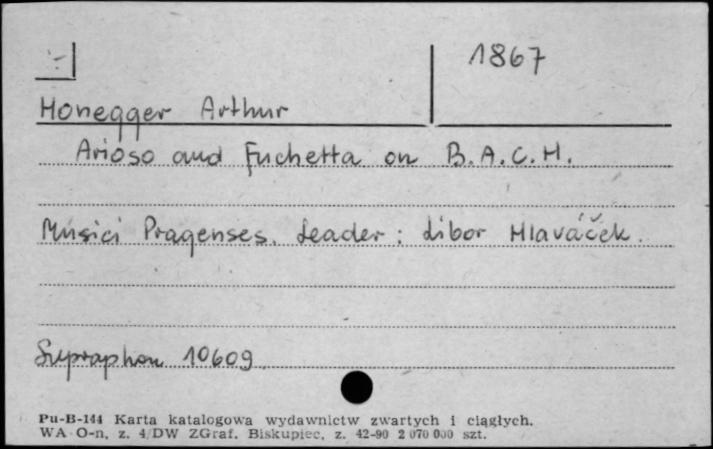 -
1867
Honegger Arthur
Arioso and Fuchetta on B.A.C.H.
Musici Pragenses. Leader: Libor Hlaváček.
Supraphon 10609
Pu-B-144 Karta katalogowa wydawnictw zwartych i ciągłych.
WA O-n, z. 4/DW ZGraf. Biskupiec, z. 42-90 2 070 000 szt.